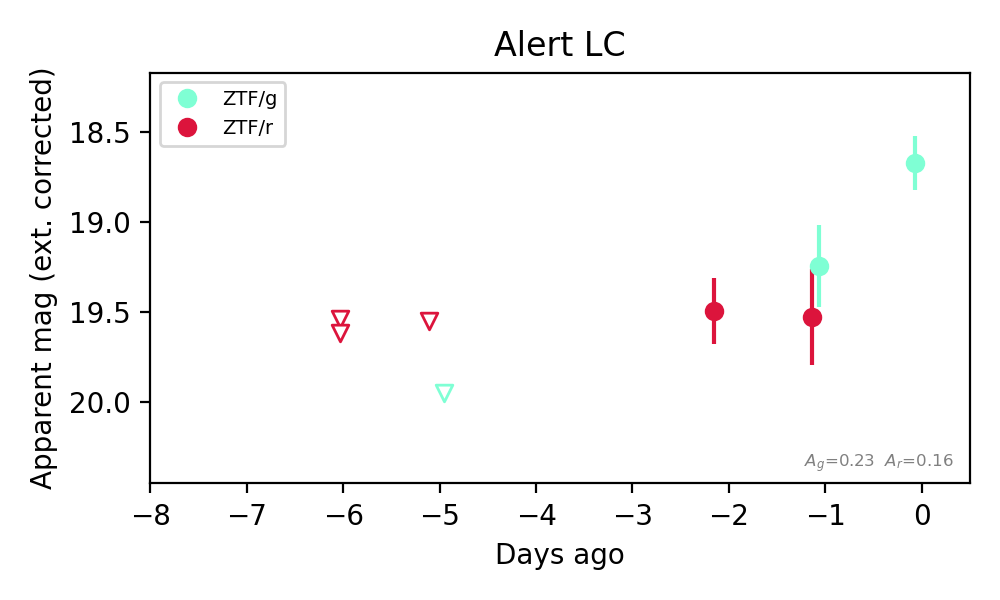 Alert LC
Apparent mag (ext. corrected)
ZTF/g
ZTF/r
18.5
19.0
19.5
20.0
A_g=0.23 A_r=0.16
−8 −7 −6 −5 −4 −3 −2 −1 0
Days ago